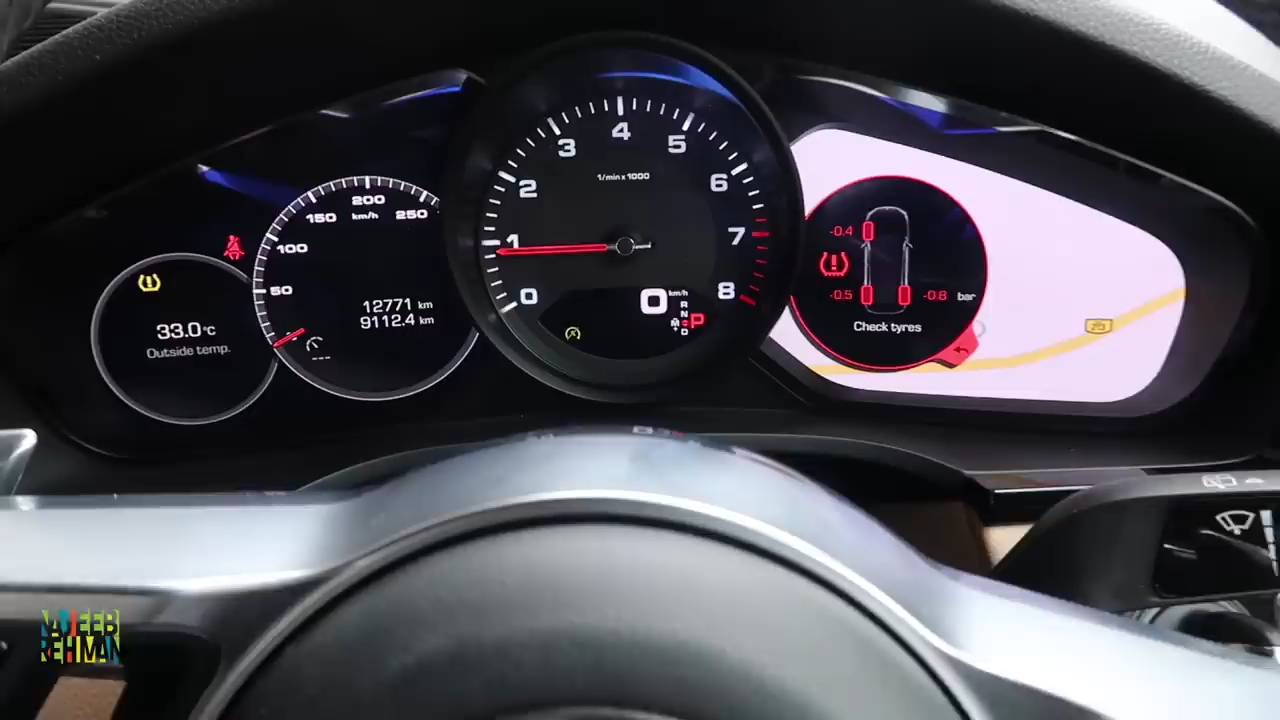 33.0°C
Outside temp.
50
100
150
200
250
km/h
12771 km
9112.4 km
0
1
2
3
4
5
6
7
8
1/min x 1000
0 km/h
R
N
D
M
P
-0.4
-0.5
-0.8 bar
Check tyres
NAJEEB
REHMAN